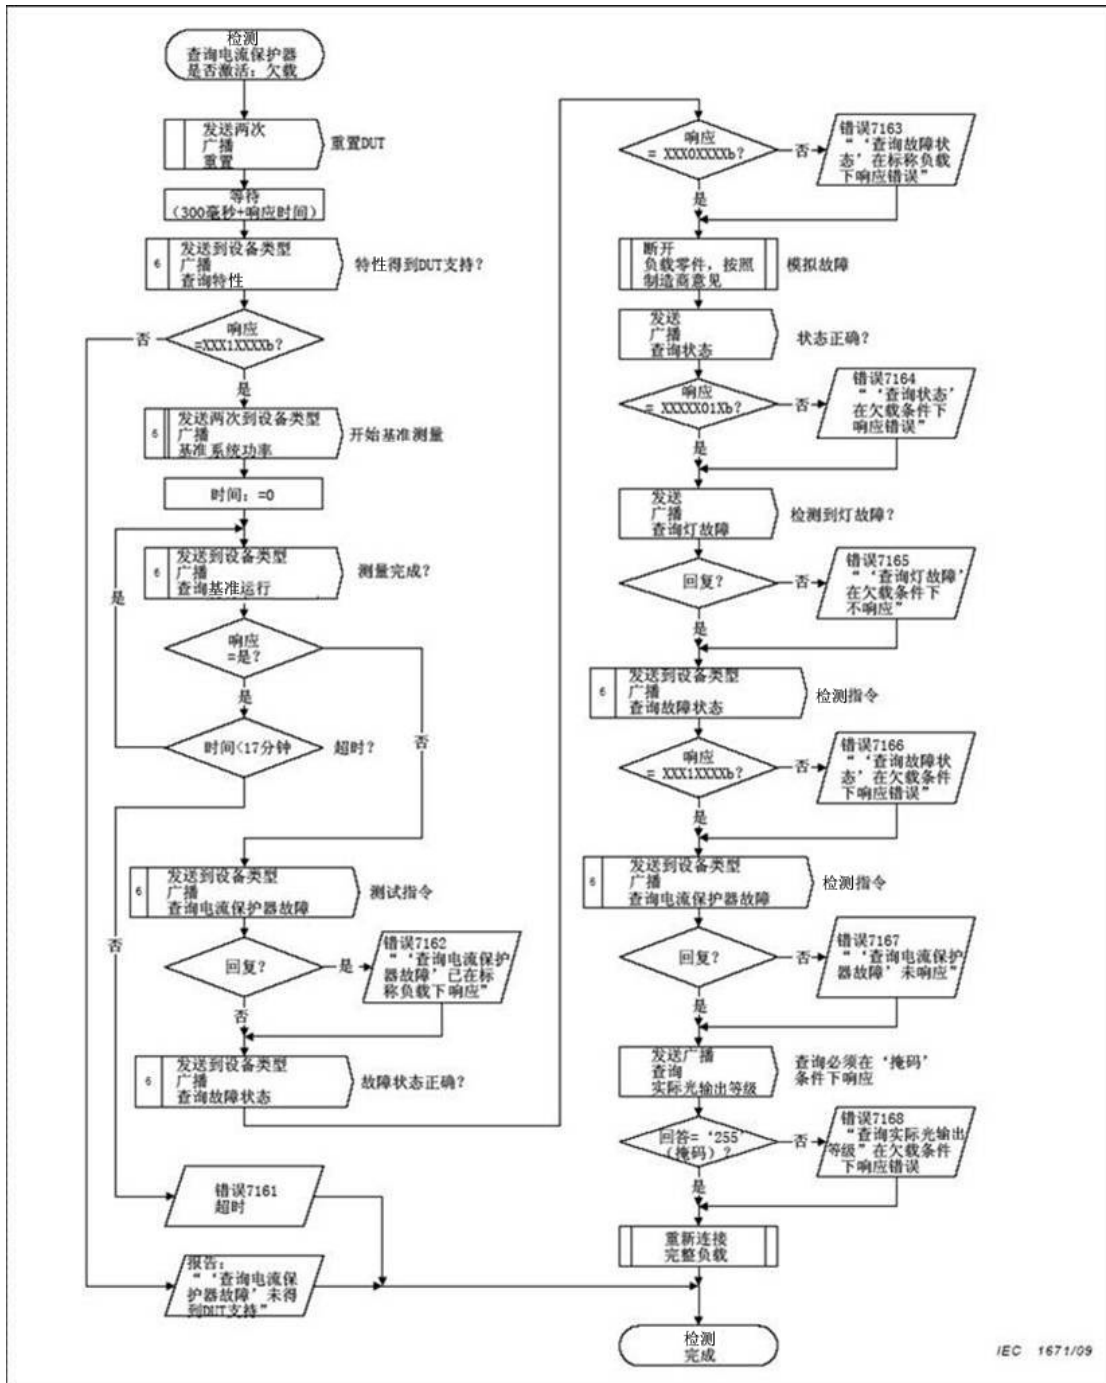 检测
查询电流保护器
是否激活：欠载
发送两次
广播
重置
重置DUT
等待
（300毫秒+响应时间）
6
发送到设备类型
广播
查询特性
特性得到DUT支持？
响应
=XXX1XXXXb？
否
是
6
发送两次到设备类型
广播
基准系统功率
开始基准测量
时间：=0
6
发送到设备类型
广播
查询基准运行
测量完成？
是
响应
=是？
是
时间<17分钟
超时？
否
否
6
发送到设备类型
广播
查询电流保护器故障
测试指令
回复？
是
错误7162
“‘查询电流保护
器故障’已在标
称负载下响应”
否
6
发送到设备类型
广播
查询故障状态
故障状态正确？
错误7161
超时
报告：
“‘查询电流保
护器故障’未得
到DUT支持”
响应
= XXX0XXXXb？
否
错误7163
“‘查询故障状
态’在标称负载
下响应错误”
是
断开
负载零件，按照
制造商意见
模拟故障
发送
广播
查询状态
状态正确？
响应
= XXXXX01Xb？
否
错误7164
“‘查询状态’
在欠载条件下
响应错误”
是
发送
广播
查询灯故障
检测到灯故障？
回复？
否
错误7165
“‘查询灯故障’
在欠载条件下
不响应”
是
6
发送到设备类型
广播
查询故障状态
检测指令
响应
= XXX1XXXXb？
否
错误7166
“‘查询故障状
态’在欠载条件
下响应错误”
是
6
发送到设备类型
广播
查询电流保护器故障
检测指令
回复？
否
错误7167
“‘查询电流保护
器故障’未响应”
是
发送广播
查询
实际光输出等级
查询必须在‘掩码’
条件下响应
回答=‘255’
（掩码）？
否
错误7168
“查询实际光输出
等级”在欠载条件
下响应错误
是
重新连接
完整负载
检测
完成
IEC 1671/09